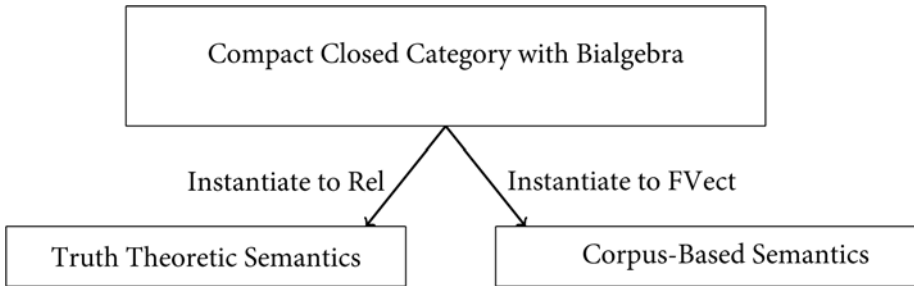 Compact Closed Category with Bialgebra
Instantiate to Rel
Instantiate to FVect
Truth Theoretic Semantics
Corpus-Based Semantics